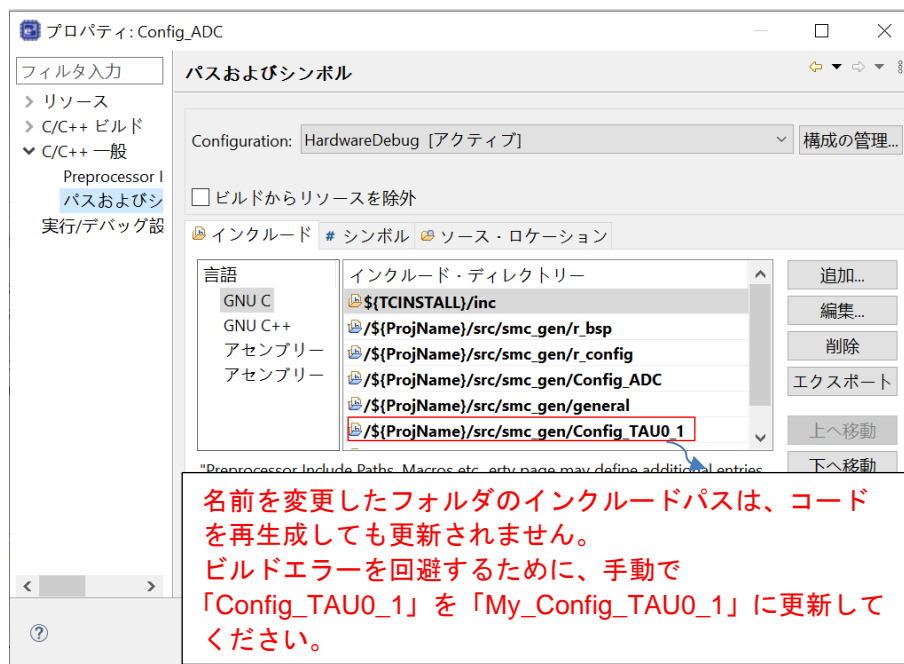 プロパティ: Config_ADC
フィルタ入力
パスおよびシンボル
リソース
C/C++ ビルド
C/C++ 一般
Preprocessor I
パスおよびシ
実行/デバッグ設
Configuration: HardwareDebug [アクティブ]
構成の管理...
ビルドからリソースを除外
インクルード # シンボル ソース・ロケーション
言語
GNU C
GNU C++
アセンブリー
アセンブリー
インクルード・ディレクトリー
${TCINSTALL}/inc
/${ProjName}/src/smc_gen/r_bsp
/${ProjName}/src/smc_gen/r_config
/${ProjName}/src/smc_gen/Config_ADC
/${ProjName}/src/smc_gen/general
/${ProjName}/src/smc_gen/Config_TAU0_1
追加...
編集...
削除
エクスポート
上へ移動
下へ移動
"Preprocessor Include Paths, Macros etc. erty page may define additional entries
名前を変更したフォルダのインクルードパスは、コード
を再生成しても更新されません。
ビルドエラーを回避するために、手動で
「Config_TAU0_1」を「My_Config_TAU0_1」に更新して
ください。